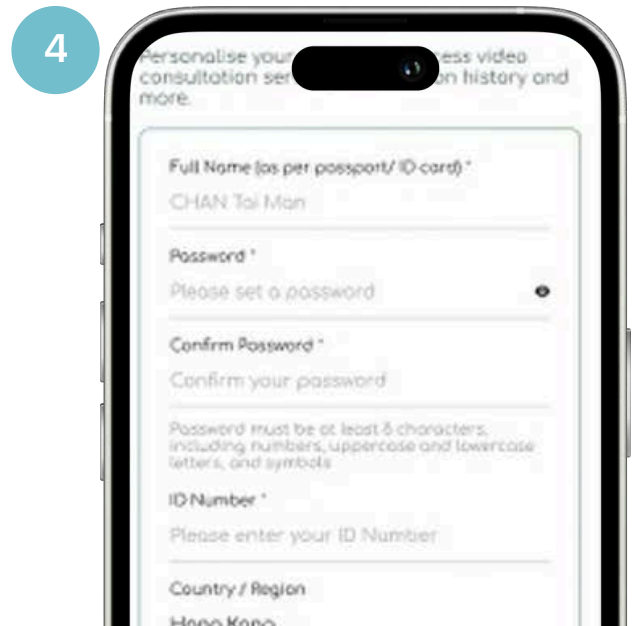 4
Personalise your ess video
consultation ser on history and
more.
Full Name (as per passport/ ID card) *
CHAN Tai Man
Password *
Please set a password
Confirm Password *
Confirm your password
Password must be at least 8 characters,
including numbers, uppercase and lowercase
letters, and symbols
ID Number *
Please enter your ID Number
Country / Region
Hong Kong